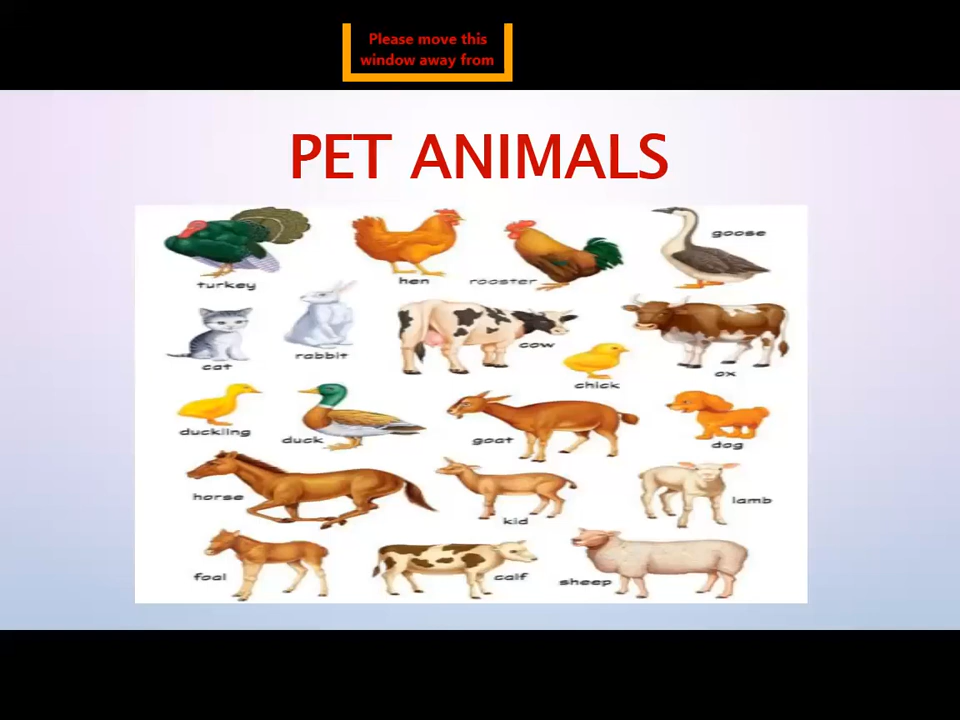 Please move this
window away from
PET ANIMALS
goose
turkey
hen
rooster
cow
rabbit
cat
chick
ox
duckling
duck
goat
dog
horse
lamb
kid
foal
calf
sheep